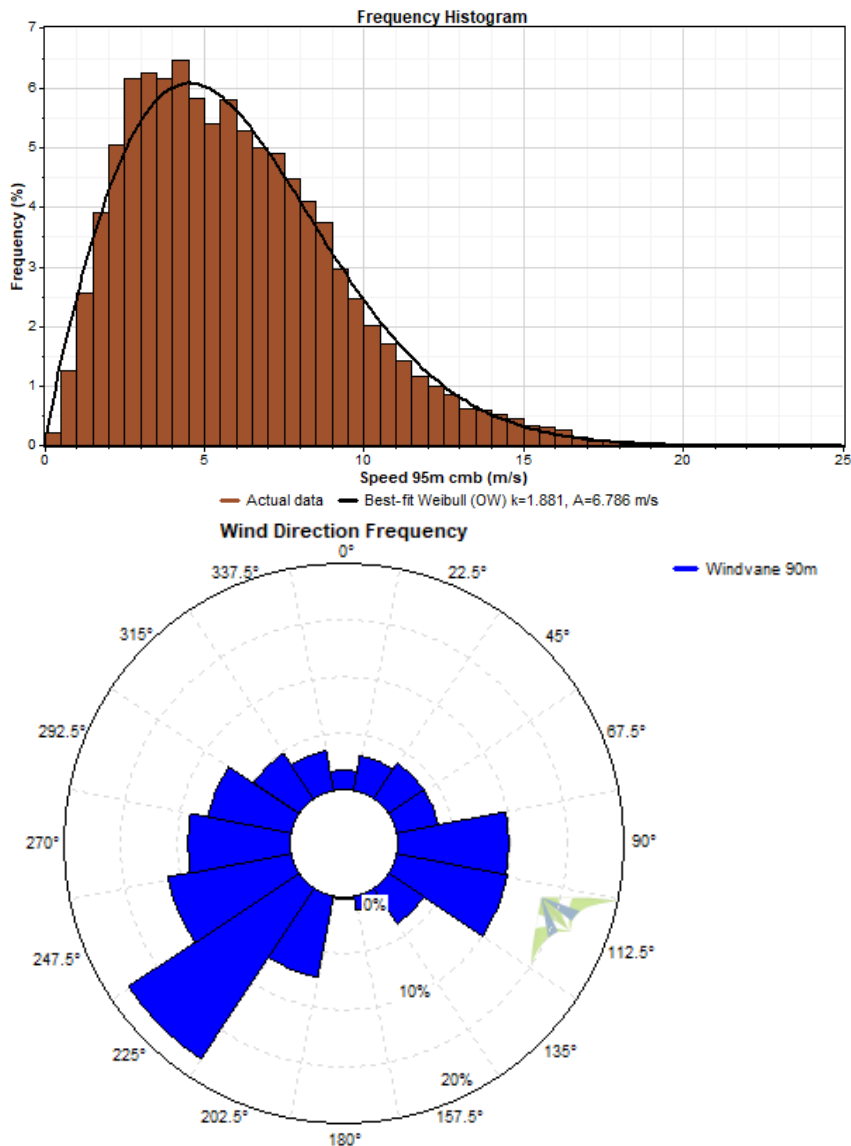 Frequency Histogram
7
6
5
4
3
2
1
0
Frequency (%)
0 5 10 15 20 25
Speed 95m cmb (m/s)
Actual data Best-fit Weibull (OW) k=1.881, A=6.786 m/s
Wind Direction Frequency
0°
337.5° 22.5°
Windvane 90m
315° 45°
292.5° 67.5°
270° 90°
0%
247.5° 112.5°
10%
225° 135°
20%
202.5° 157.5°
180°